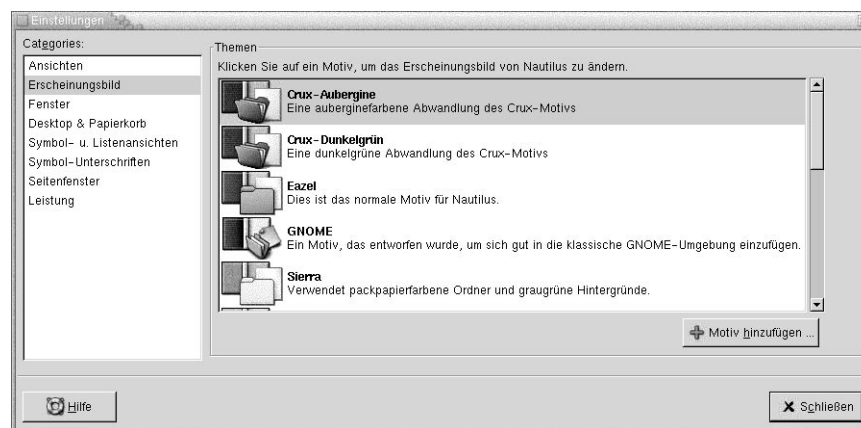 Einstellungen
Categories:
Ansichten
Erscheinungsbild
Fenster
Desktop & Papierkorb
Symbol- u. Listenansichten
Symbol-Unterschriften
Seitenfenster
Leistung
Themen
Klicken Sie auf ein Motiv, um das Erscheinungsbild von Nautilus zu ändern.
Crux-Aubergine
Eine auberginefarbene Abwandlung des Crux-Motivs
Crux-Dunkelgrün
Eine dunkelgrüne Abwandlung des Crux-Motivs
Eazel
Dies ist das normale Motiv für Nautilus.
GNOME
Ein Motiv, das entworfen wurde, um sich gut in die klassische GNOME-Umgebung einzufügen.
Sierra
Verwendet packpapierfarbene Ordner und graugrüne Hintergründe.
Motiv hinzufügen ...
Hilfe
Schließen